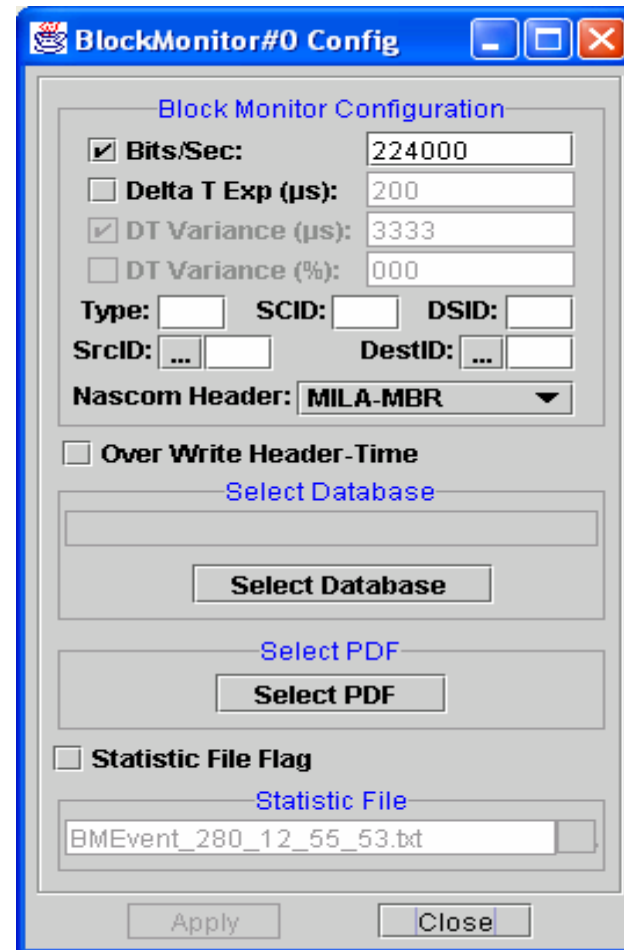 BlockMonitor#0 Config
Block Monitor Configuration
Bits/Sec: 224000
Delta T Exp (µs): 200
DT Variance (µs): 3333
DT Variance (%): 000
Type: SCID: DSID:
SrcID: ... DestID: ...
Nascom Header: MILA-MBR
Over Write Header-Time
Select Database
Select Database
Select PDF
Select PDF
Statistic File Flag
Statistic File
BMEvent_280_12_55_53.txt
Apply Close